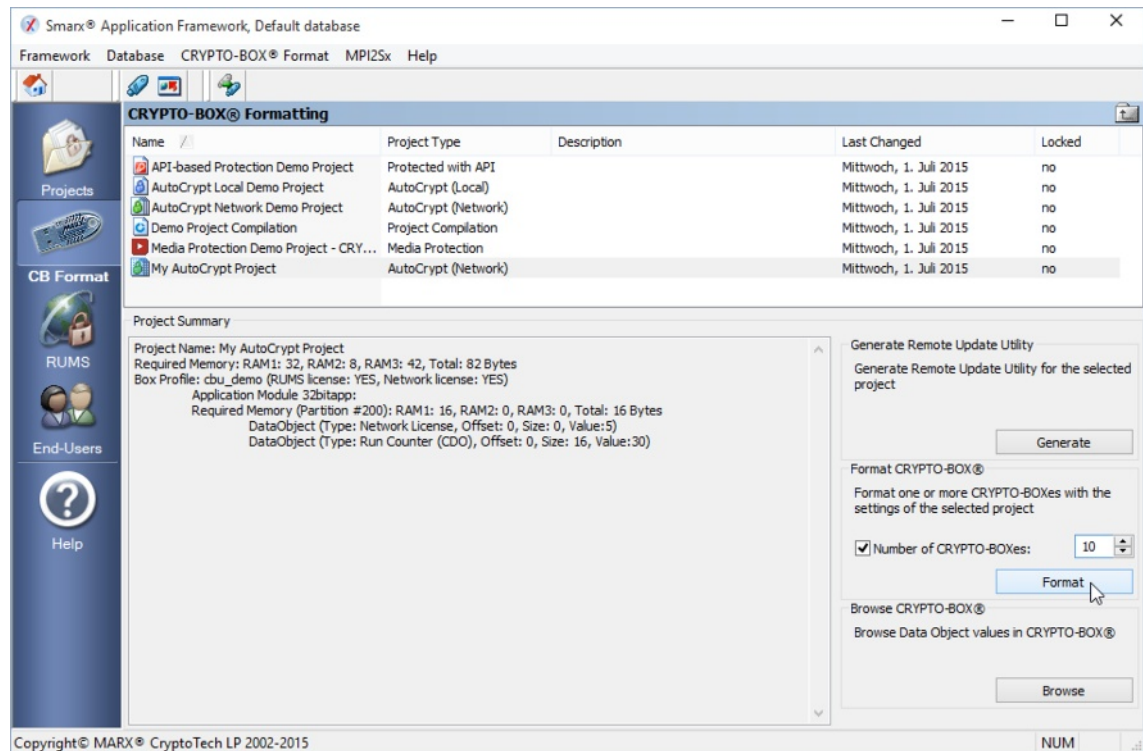 Smarx® Application Framework, Default database
Framework Database CRYPTO-BOX® Format MPI2Sx Help
CRYPTO-BOX® Formatting
Name Project Type Description Last Changed Locked
API-based Protection Demo Project Protected with API Mittwoch, 1. Juli 2015 no
AutoCrypt Local Demo Project AutoCrypt (Local) Mittwoch, 1. Juli 2015 no
AutoCrypt Network Demo Project AutoCrypt (Network) Mittwoch, 1. Juli 2015 no
Demo Project Compilation Project Compilation Mittwoch, 1. Juli 2015 no
Media Protection Demo Project - CRY... Media Protection Mittwoch, 1. Juli 2015 no
My AutoCrypt Project AutoCrypt (Network) Mittwoch, 1. Juli 2015 no
Projects
CB Format
RUMS
End-Users
Help
Project Summary
Project Name: My AutoCrypt Project
Required Memory: RAM1: 32, RAM2: 8, RAM3: 42, Total: 82 Bytes
Box Profile: cbu_demo (RUMS license: YES, Network license: YES)
Application Module 32bitapp:
Required Memory (Partition #200): RAM1: 16, RAM2: 0, RAM3: 0, Total: 16 Bytes
DataObject (Type: Network License, Offset: 0, Size: 0, Value:5)
DataObject (Type: Run Counter (CDO), Offset: 0, Size: 16, Value:30)
Generate Remote Update Utility
Generate Remote Update Utility for the selected
project
Generate
Format CRYPTO-BOX®
Format one or more CRYPTO-BOXes with the
settings of the selected project
Number of CRYPTO-BOXes: 10
Format
Browse CRYPTO-BOX®
Browse Data Object values in CRYPTO-BOX®
Browse
Copyright© MARX® CryptoTech LP 2002-2015 NUM